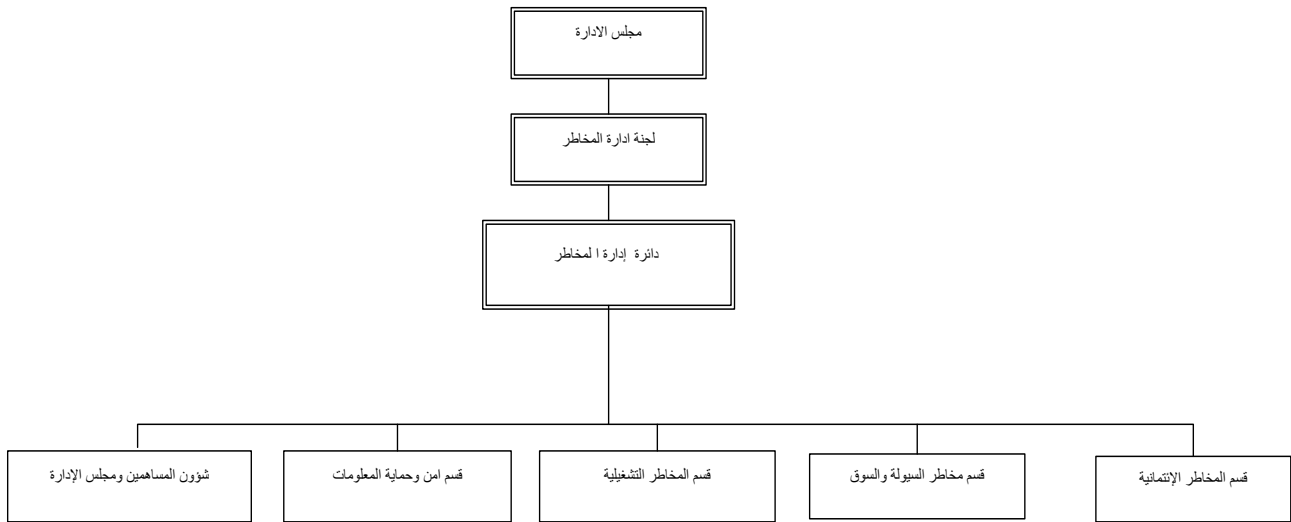 مجلس الادارة
لجنة ادارة المخاطر
دائرة إدارة ا لمخاطر
قسم المخاطر الإئتمانية
قسم مخاطر السيولة والسوق
قسم المخاطر التشغيلية
قسم امن وحماية المعلومات
شؤون المساهمين ومجلس الإدارة